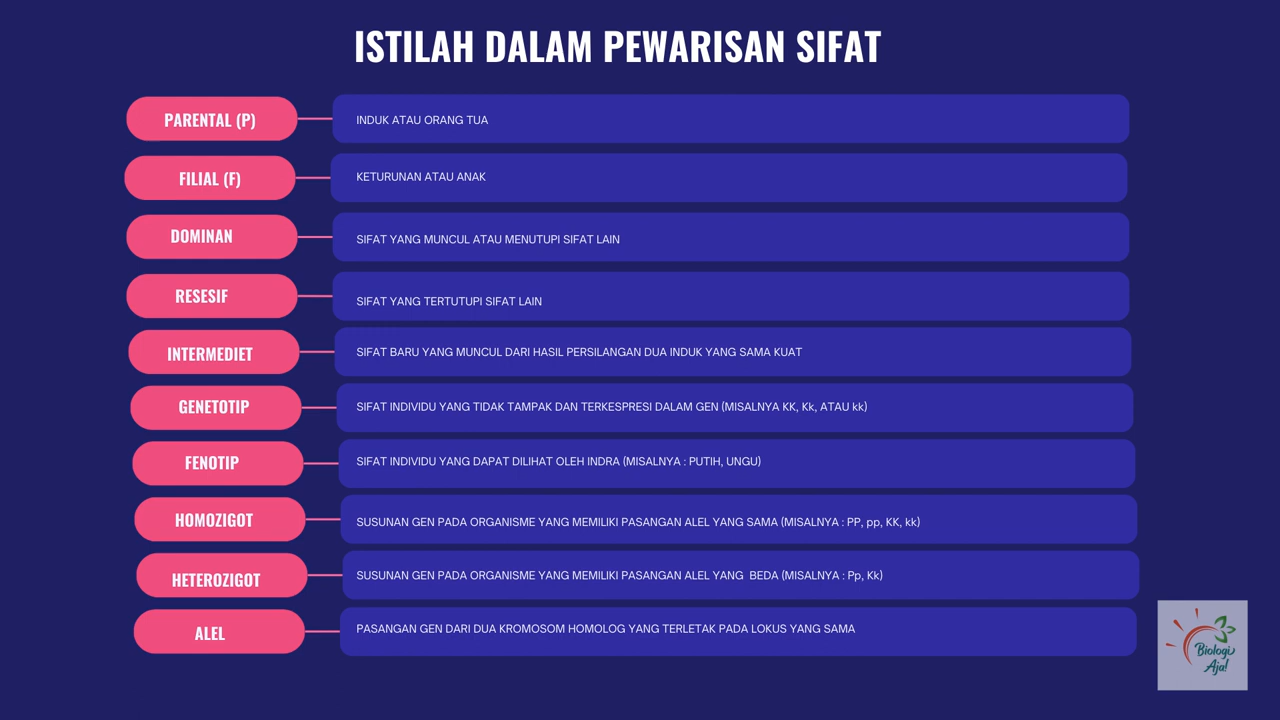 ISTILAH DALAM PEWARISAN SIFAT
PARENTAL (P)
INDUK ATAU ORANG TUA
FILIAL (F)
KETURUNAN ATAU ANAK
DOMINAN
SIFAT YANG MUNCUL ATAU MENUTUPI SIFAT LAIN
RESESIF
SIFAT YANG TERTUTUPI SIFAT LAIN
INTERMEDIET
SIFAT BARU YANG MUNCUL DARI HASIL PERSILANGAN DUA INDUK YANG SAMA KUAT
GENETOTIP
SIFAT INDIVIDU YANG TIDAK TAMPAK DAN TERKESPRESI DALAM GEN (MISALNYA KK, Kk, ATAU kk)
FENOTIP
SIFAT INDIVIDU YANG DAPAT DILIHAT OLEH INDRA (MISALNYA : PUTIH, UNGU)
HOMOZIGOT
SUSUNAN GEN PADA ORGANISME YANG MEMILIKI PASANGAN ALEL YANG SAMA (MISALNYA : PP, pp, KK, kk)
HETEROZIGOT
SUSUNAN GEN PADA ORGANISME YANG MEMILIKI PASANGAN ALEL YANG  BEDA (MISALNYA : Pp, Kk)
ALEL
PASANGAN GEN DARI DUA KROMOSOM HOMOLOG YANG TERLETAK PADA LOKUS YANG SAMA
Biologi
Aja!